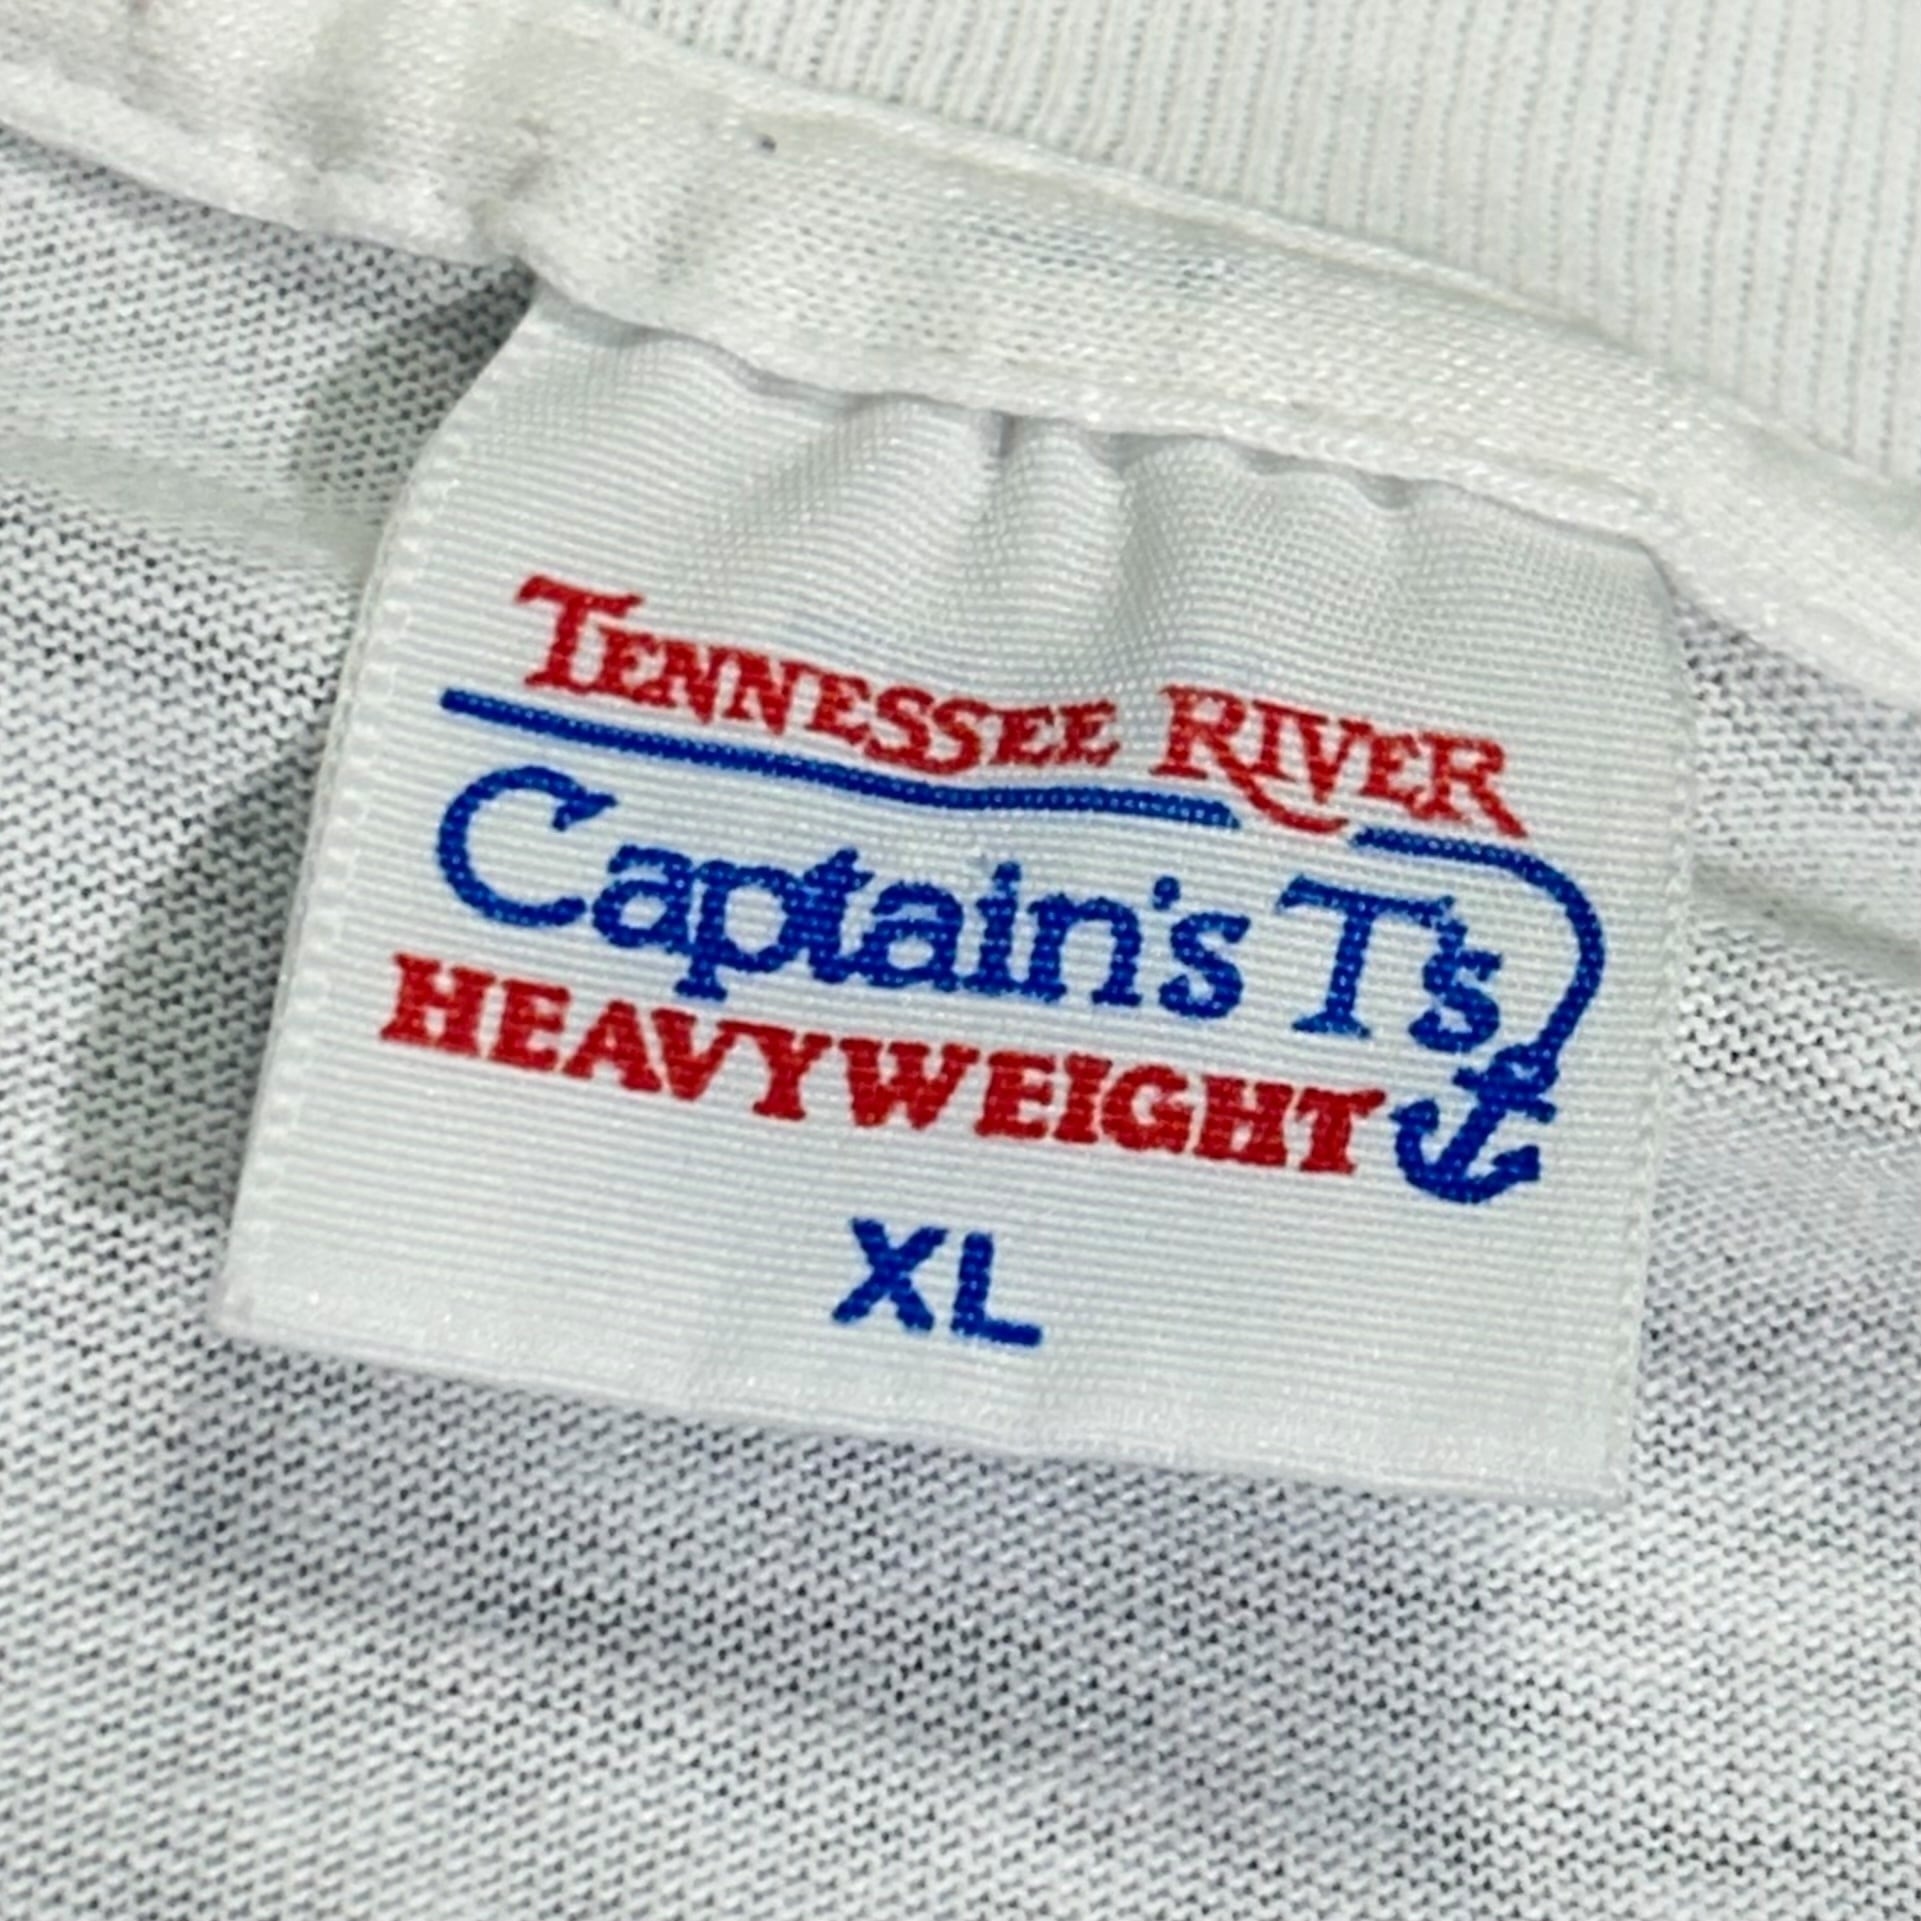 TENNESSEE RIVER
Captain's T's
HEAVYWEIGHT
XL